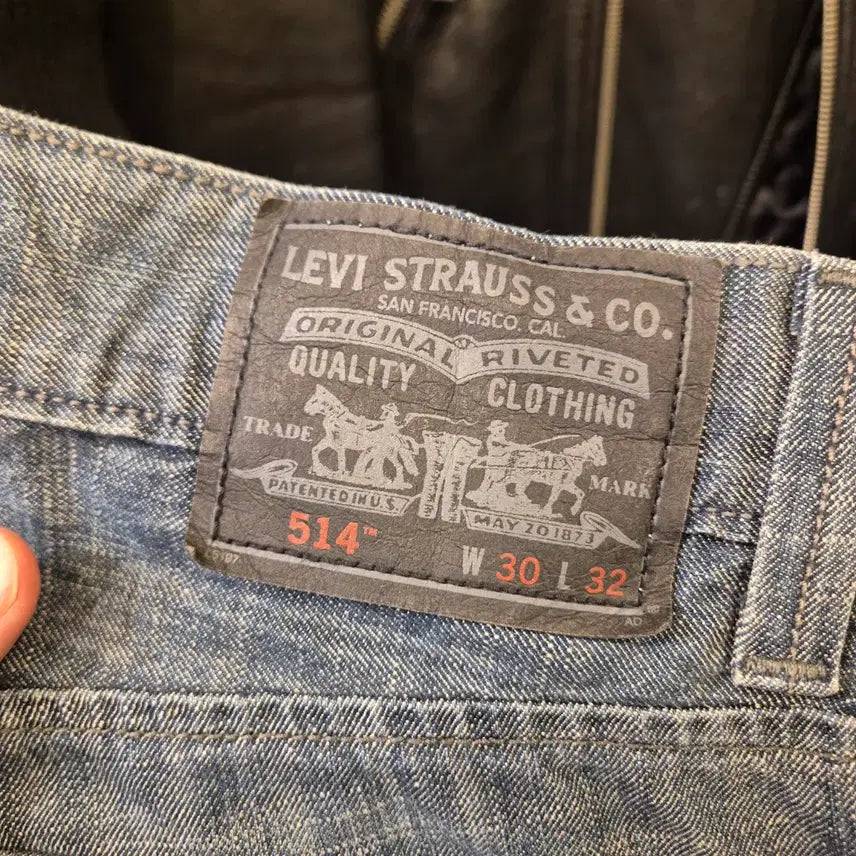 LEVI STRAUSS & CO.
SAN FRANCISCO, CAL.
ORIGINAL RIVETED
QUALITY CLOTHING
TRADE MARK
PATENTED IN U.S. MAY 20 1873
514™ W 30 L 32
AD